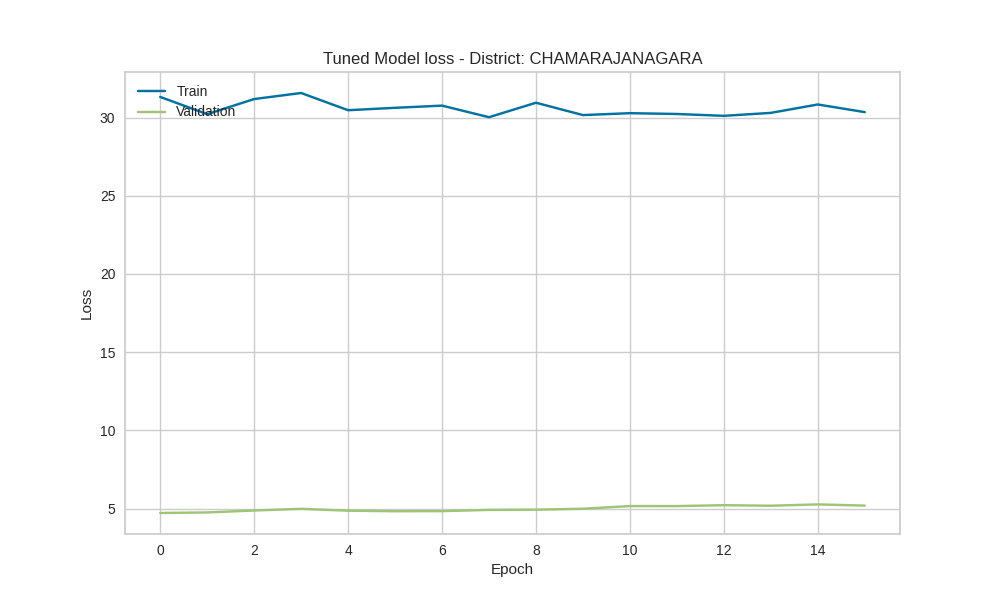 Tuned Model loss - District: CHAMARAJANAGARA
Train
Validation
30
25
20
15
10
5
Loss
0 2 4 6 8 10 12 14
Epoch